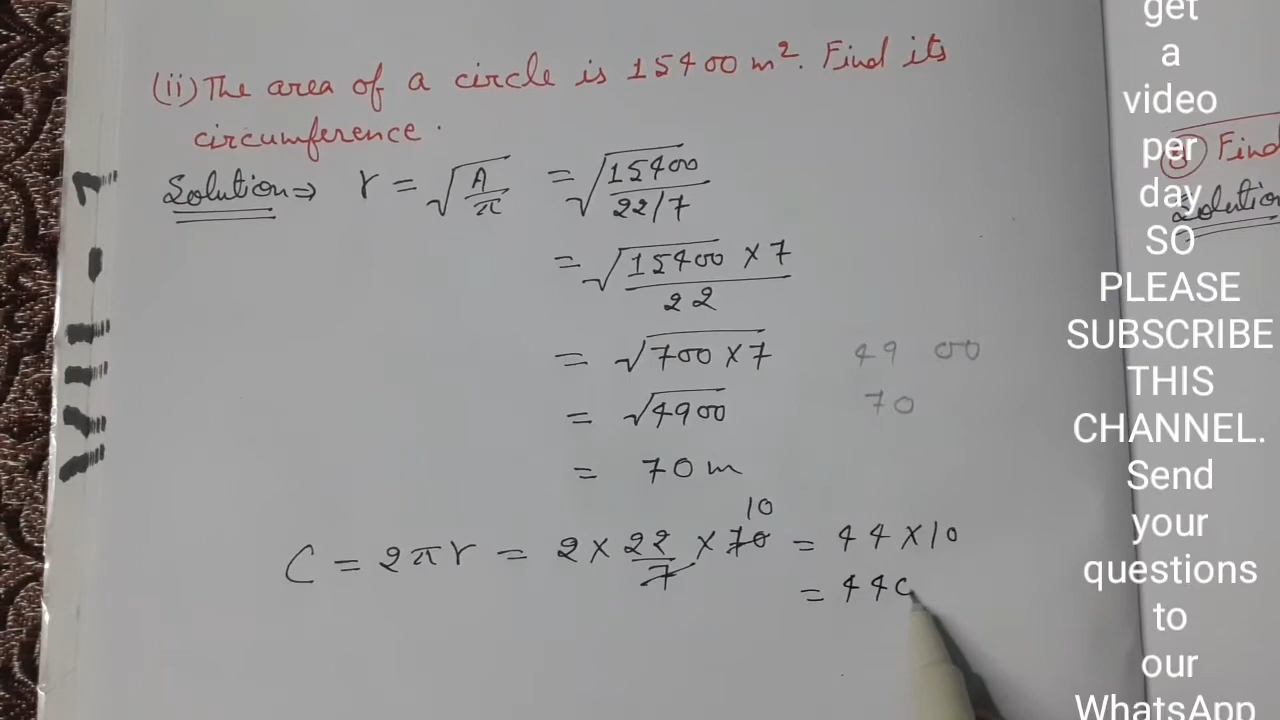 (ii) The area of a circle is 15400 m². Find its
circumference.
Solution ⇒ r = √(A/π) = √(15400/(22/7))
= √((15400 × 7)/22)
= √(700 × 7) 49 00
= √4900 70
= 70 m
10
C = 2πr = 2 × 22/7 × 70 = 44 × 10
= 440
Find
Solution
get
a
video
per
day
SO
PLEASE
SUBSCRIBE
THIS
CHANNEL.
Send
your
questions
to
our
WhatsApp